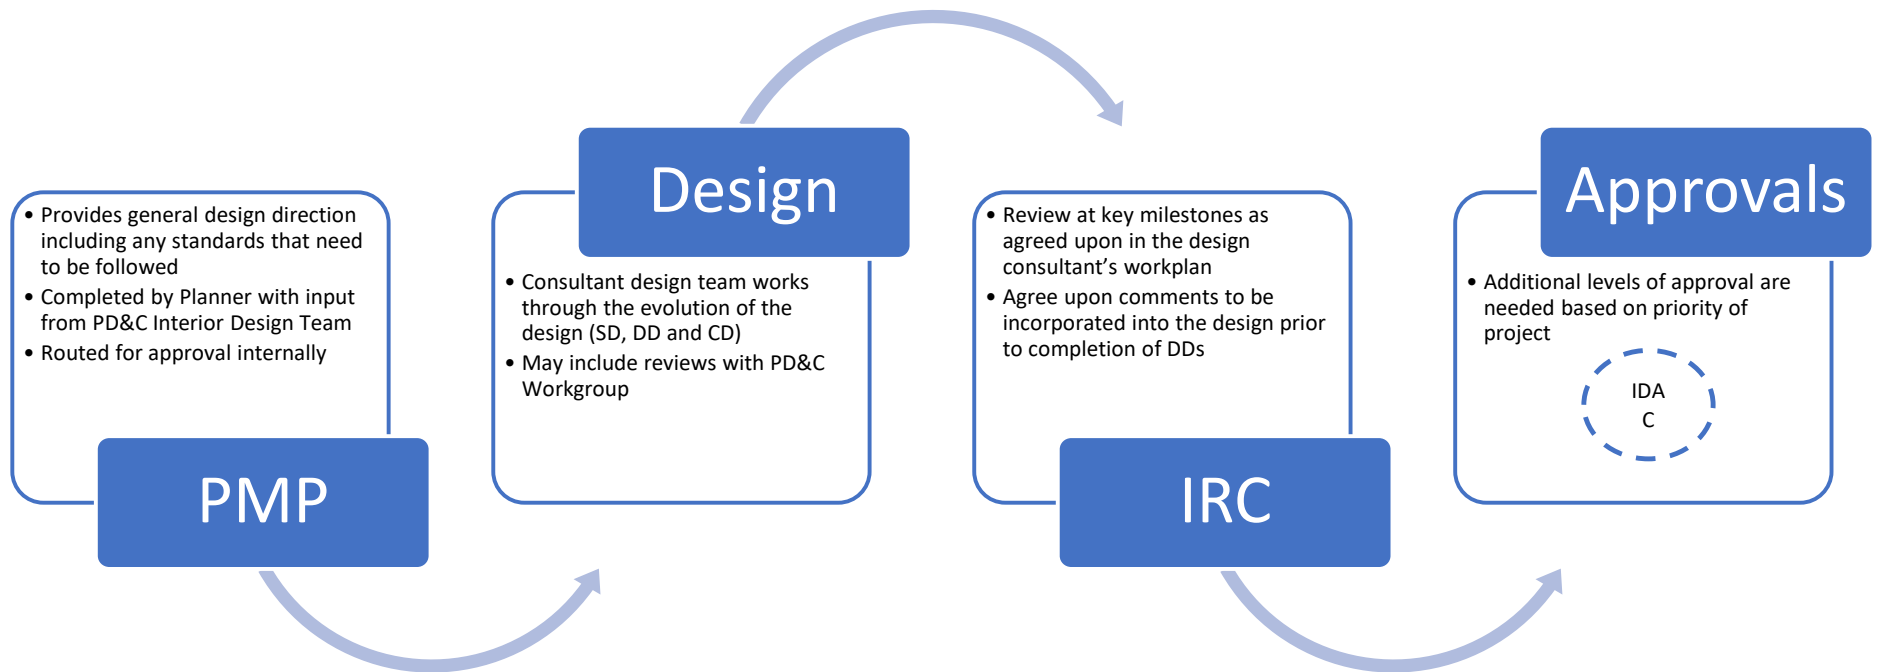 • Provides general design direction
including any standards that need
to be followed
• Completed by Planner with input
from PD&C Interior Design Team
• Routed for approval internally
PMP
Design
• Consultant design team works
through the evolution of the
design (SD, DD and CD)
• May include reviews with PD&C
Workgroup
• Review at key milestones as
agreed upon in the design
consultant’s workplan
• Agree upon comments to be
incorporated into the design prior
to completion of DDs
IRC
Approvals
• Additional levels of approval are
needed based on priority of
project
IDA
C